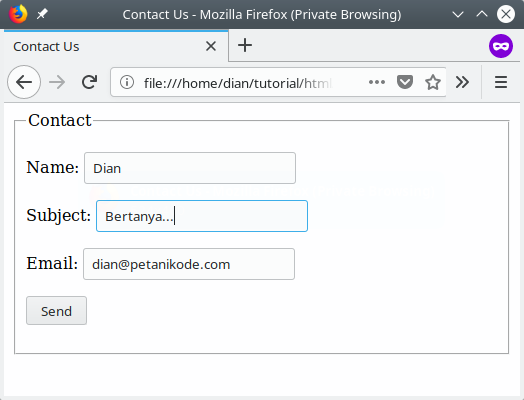 Contact Us - Mozilla Firefox (Private Browsing)
Contact Us
file:///home/dian/tutorial/html
Contact
Name: Dian
Subject: Bertanya...
Email: dian@petanikode.com
Send